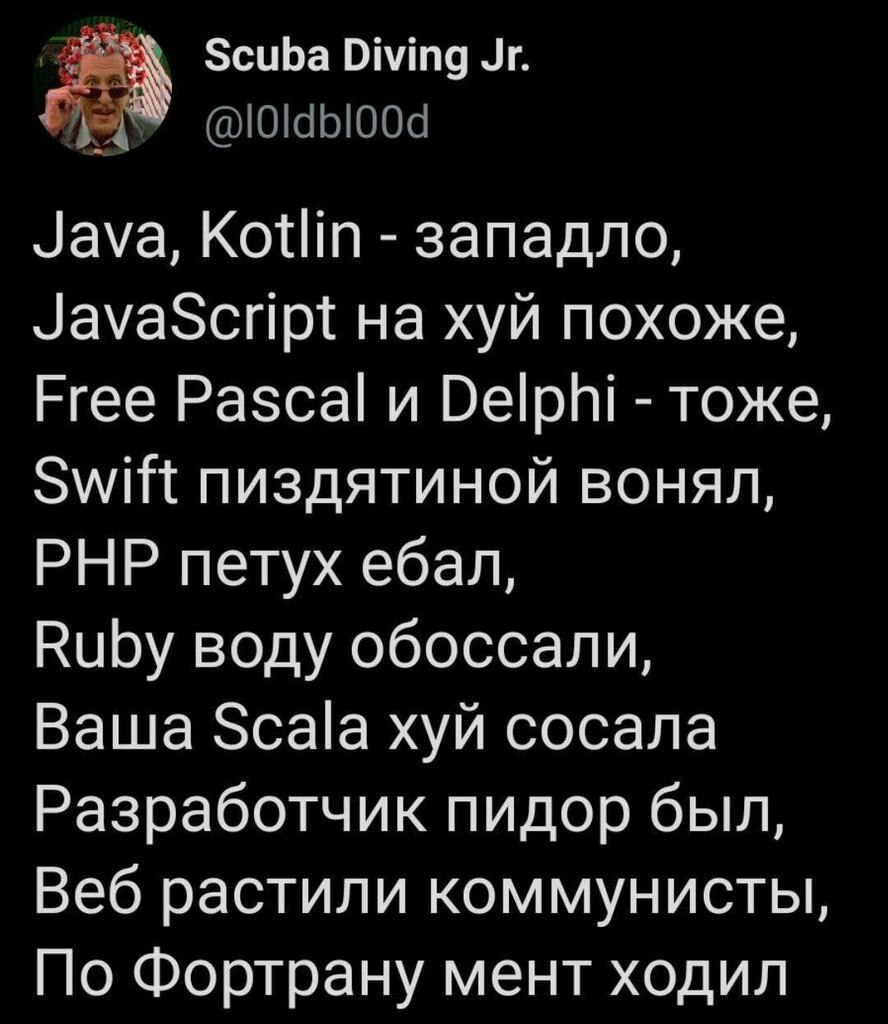 Scuba Diving Jr.
@l0ldbl00d
Java, Kotlin - западло,
JavaScript на хуй похоже,
Free Pascal и Delphi - тоже,
Swift пиздятиной вонял,
PHP петух ебал,
Ruby воду обоссали,
Ваша Scala хуй сосала
Разработчик пидор был,
Веб растили коммунисты,
По Фортрану мент ходил